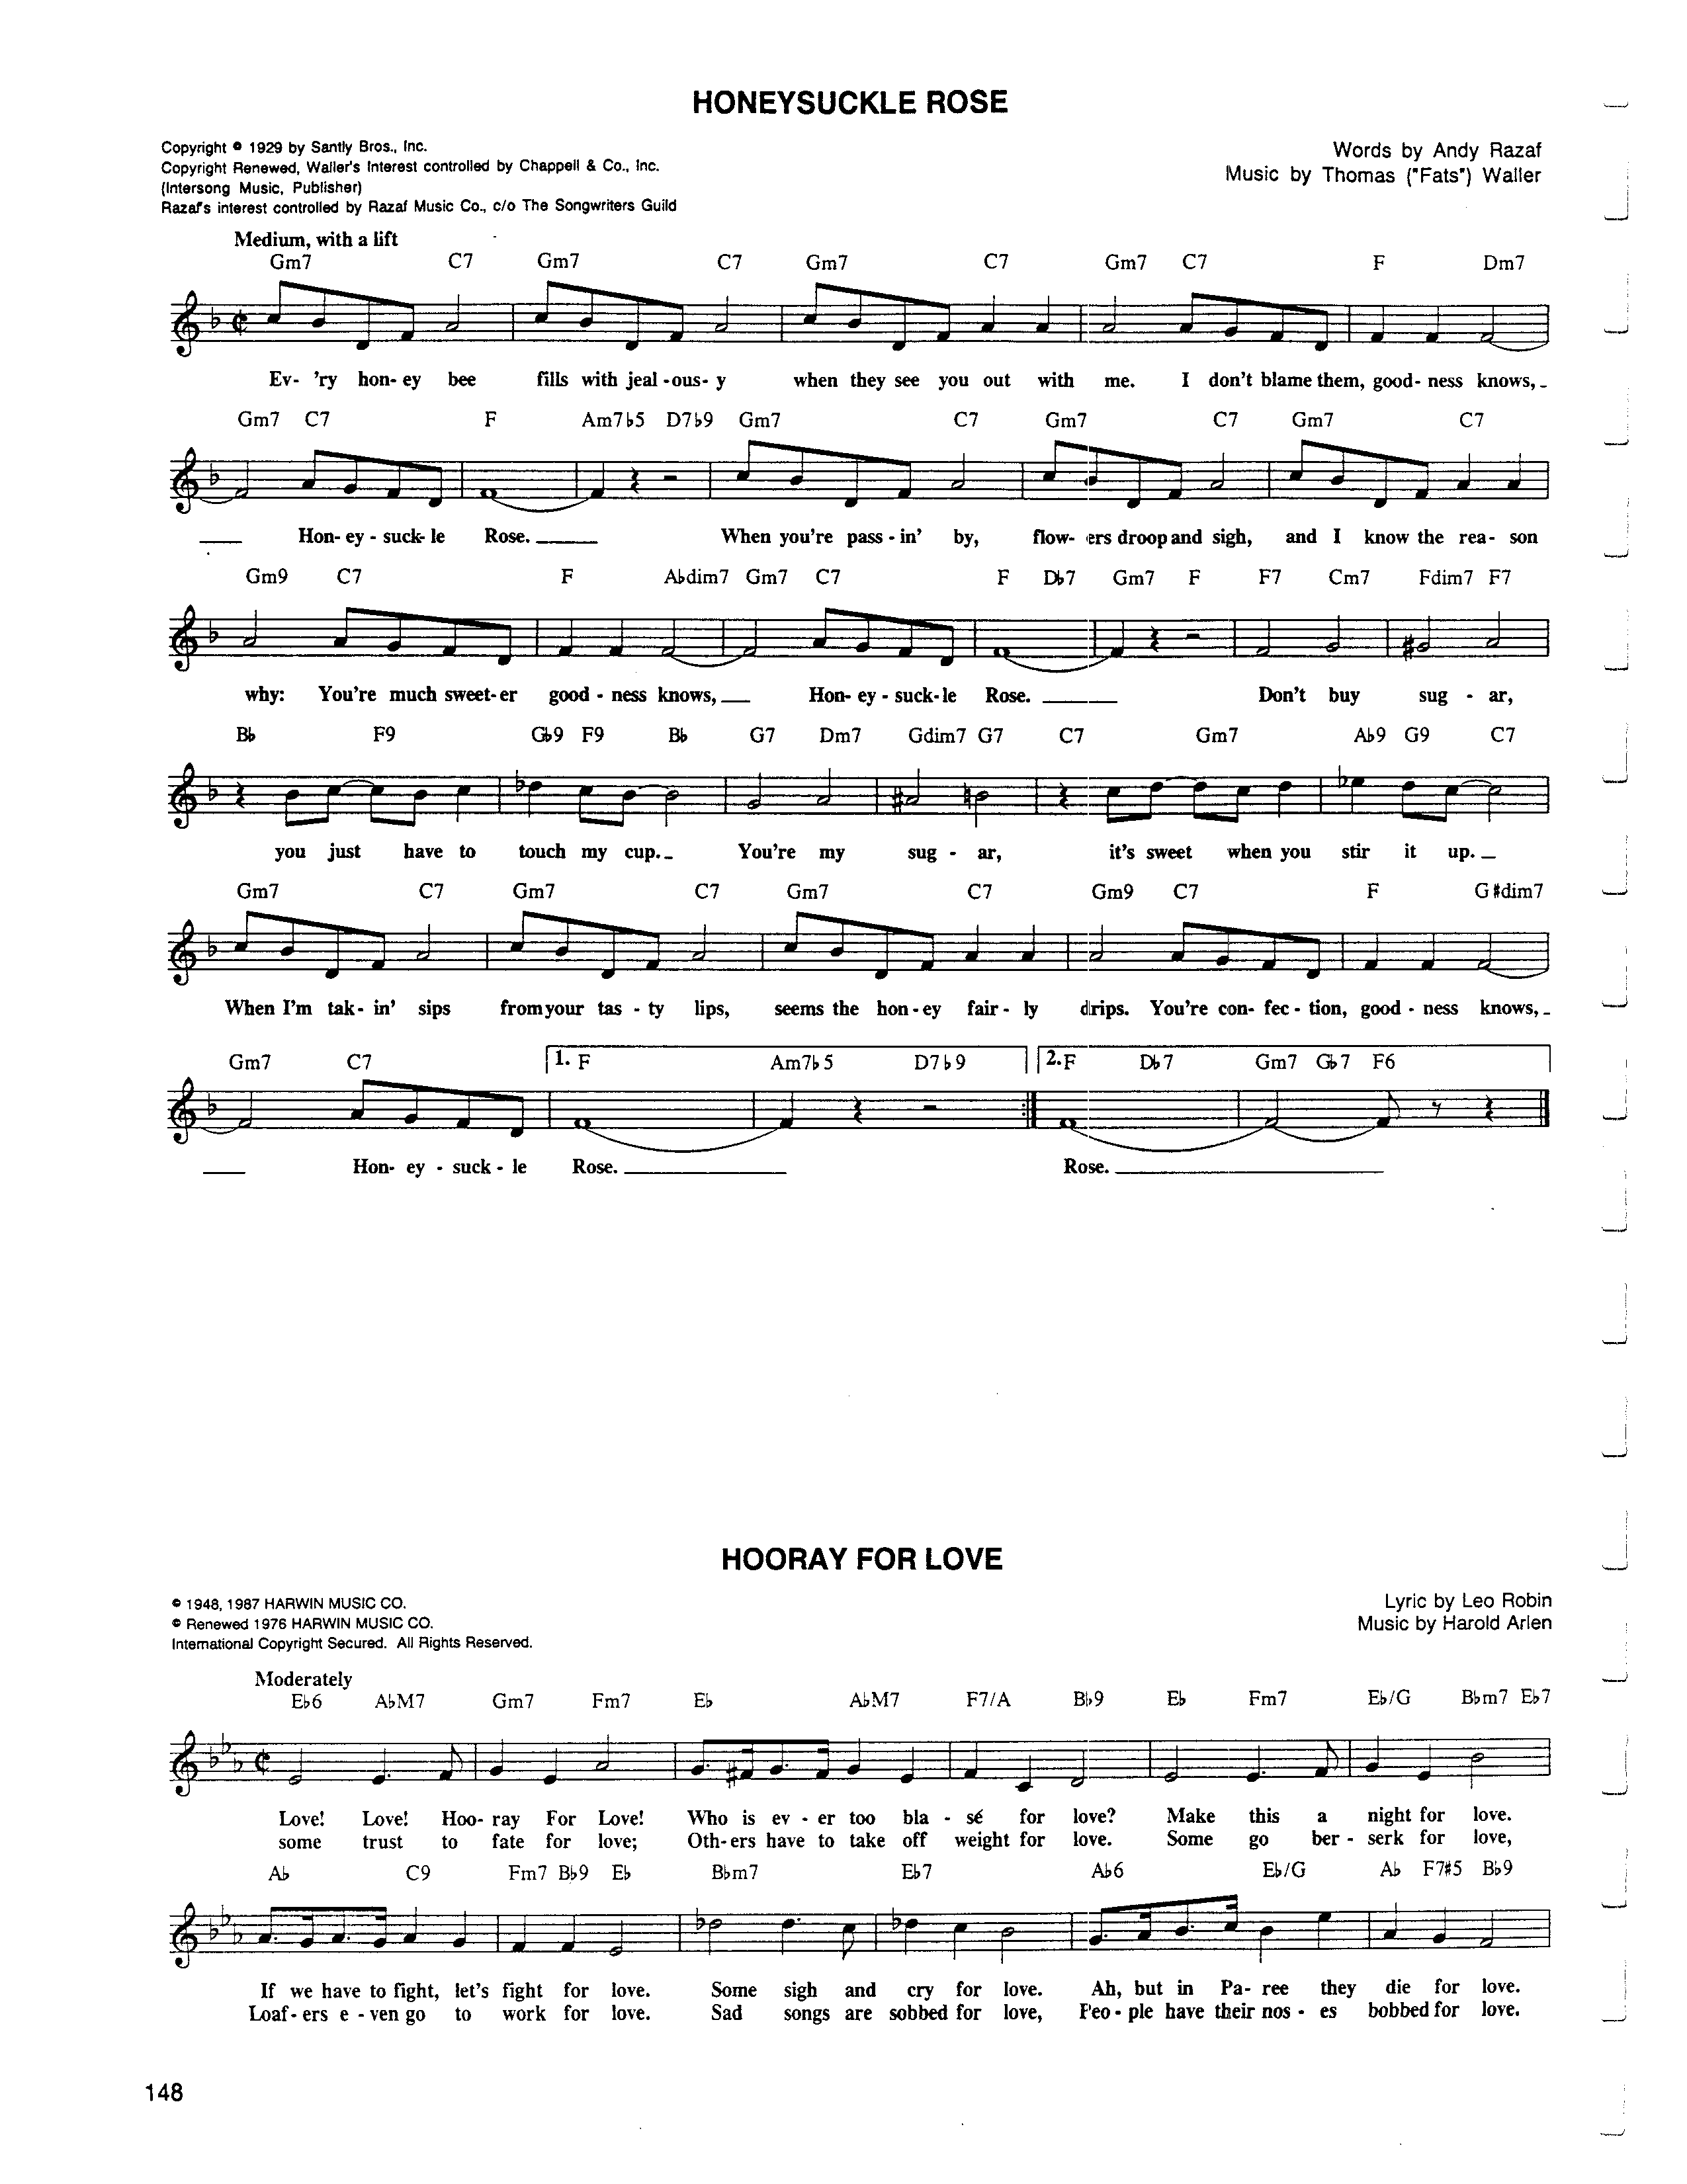 HONEYSUCKLE ROSE
Copyright © 1929 by Santly Bros., Inc.
Copyright Renewed, Waller's Interest controlled by Chappell & Co., Inc.
(Intersong Music, Publisher)
Razaf's interest controlled by Razaf Music Co., c/o The Songwriters Guild
Words by Andy Razaf
Music by Thomas ("Fats") Waller
Medium, with a lift
Gm7 C7 Gm7 C7 Gm7 C7 Gm7 C7 F Dm7
Ev- 'ry hon- ey bee fills with jeal -ous- y when they see you out with me. I don't blame them, good- ness knows,
Gm7 C7 F Am7♭5 D7♭9 Gm7 C7 Gm7 C7 Gm7 C7
Hon- ey - suck- le Rose. When you're pass - in' by, flow- ers droop and sigh, and I know the rea- son
Gm9 C7 F A♭dim7 Gm7 C7 F D♭7 Gm7 F F7 Cm7 Fdim7 F7
why: You're much sweet- er good - ness knows, Hon- ey - suck- le Rose. Don't buy sug - ar,
B♭ F9 G♭9 F9 B♭ G7 Dm7 Gdim7 G7 C7 Gm7 A♭9 G9 C7
you just have to touch my cup. You're my sug - ar, it's sweet when you stir it up.
Gm7 C7 Gm7 C7 Gm7 C7 Gm9 C7 F G#dim7
When I'm tak- in' sips from your tas - ty lips, seems the hon - ey fair - ly drips. You're con- fec - tion, good - ness knows,
Gm7 C7 1. F Am7♭5 D7♭9 2. F D♭7 Gm7 G♭7 F6
Hon- ey - suck - le Rose. Rose.
HOORAY FOR LOVE
© 1948, 1987 HARWIN MUSIC CO.
© Renewed 1976 HARWIN MUSIC CO.
International Copyright Secured. All Rights Reserved.
Lyric by Leo Robin
Music by Harold Arlen
Moderately
E♭6 A♭M7 Gm7 Fm7 E♭ A♭M7 F7/A B♭9 E♭ Fm7 E♭/G B♭m7 E♭7
Love! Love! Hoo- ray For Love! Who is ev - er too bla - sé for love? Make this a night for love.
some trust to fate for love; Oth- ers have to take off weight for love. Some go ber - serk for love,
A♭ C9 Fm7 B♭9 E♭ B♭m7 E♭7 A♭6 E♭/G A♭ F7#5 B♭9
If we have to fight, let's fight for love. Some sigh and cry for love. Ah, but in Pa- ree they die for love.
Loaf- ers e - ven go to work for love. Sad songs are sobbed for love, Peo - ple have their nos - es bobbed for love.
148